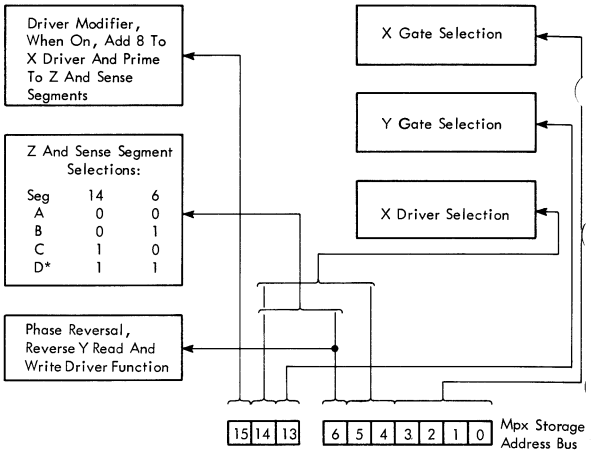 Driver Modifier,
When On, Add 8 To
X Driver And Prime
To Z And Sense
Segments
X Gate Selection
Y Gate Selection
Z And Sense Segment
Selections:
Seg 14 6
A 0 0
B 0 1
C 1 0
D* 1 1
X Driver Selection
Phase Reversal,
Reverse Y Read And
Write Driver Function
15 14 13 6 5 4 3 2 1 0
Mpx Storage
Address Bus